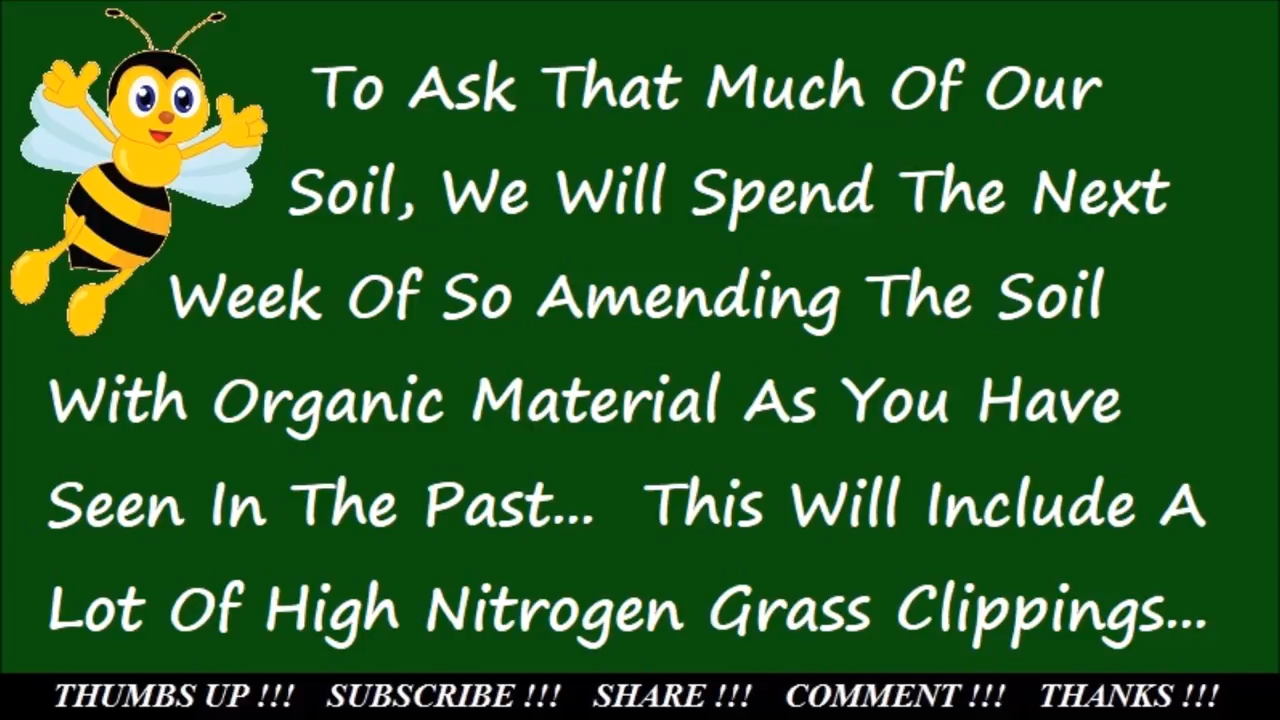 To Ask That Much Of Our
Soil, We Will Spend The Next
Week Of So Amending The Soil
With Organic Material As You Have
Seen In The Past... This Will Include A
Lot Of High Nitrogen Grass Clippings...
THUMBS UP !!! SUBSCRIBE !!! SHARE !!! COMMENT !!! THANKS !!!